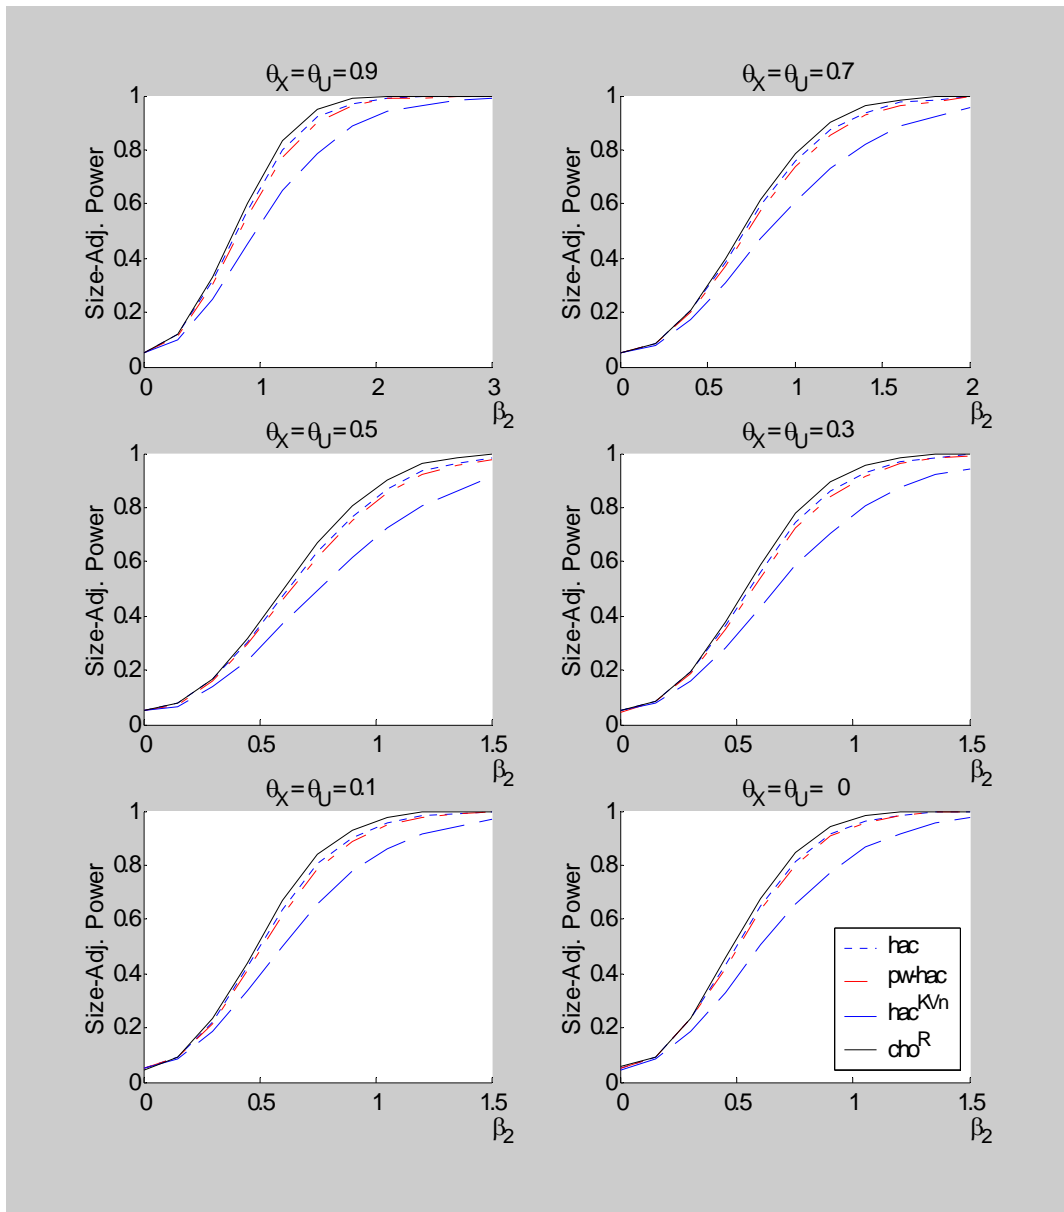 θX = θU = 0.9
1
0.8
0.6
0.4
0.2
0
Size-Adj. Power
0 1 2 3
β2
θX = θU = 0.7
1
0.8
0.6
0.4
0.2
0
Size-Adj. Power
0 0.5 1 1.5 2
β2
θX = θU = 0.5
1
0.8
0.6
0.4
0.2
0
Size-Adj. Power
0 0.5 1 1.5
β2
θX = θU = 0.3
1
0.8
0.6
0.4
0.2
0
Size-Adj. Power
0 0.5 1 1.5
β2
θX = θU = 0.1
1
0.8
0.6
0.4
0.2
0
Size-Adj. Power
0 0.5 1 1.5
β2
θX = θU = 0
1
0.8
0.6
0.4
0.2
0
Size-Adj. Power
hac
pw-hac
hac^KVn
cho^R
0 0.5 1 1.5
β2